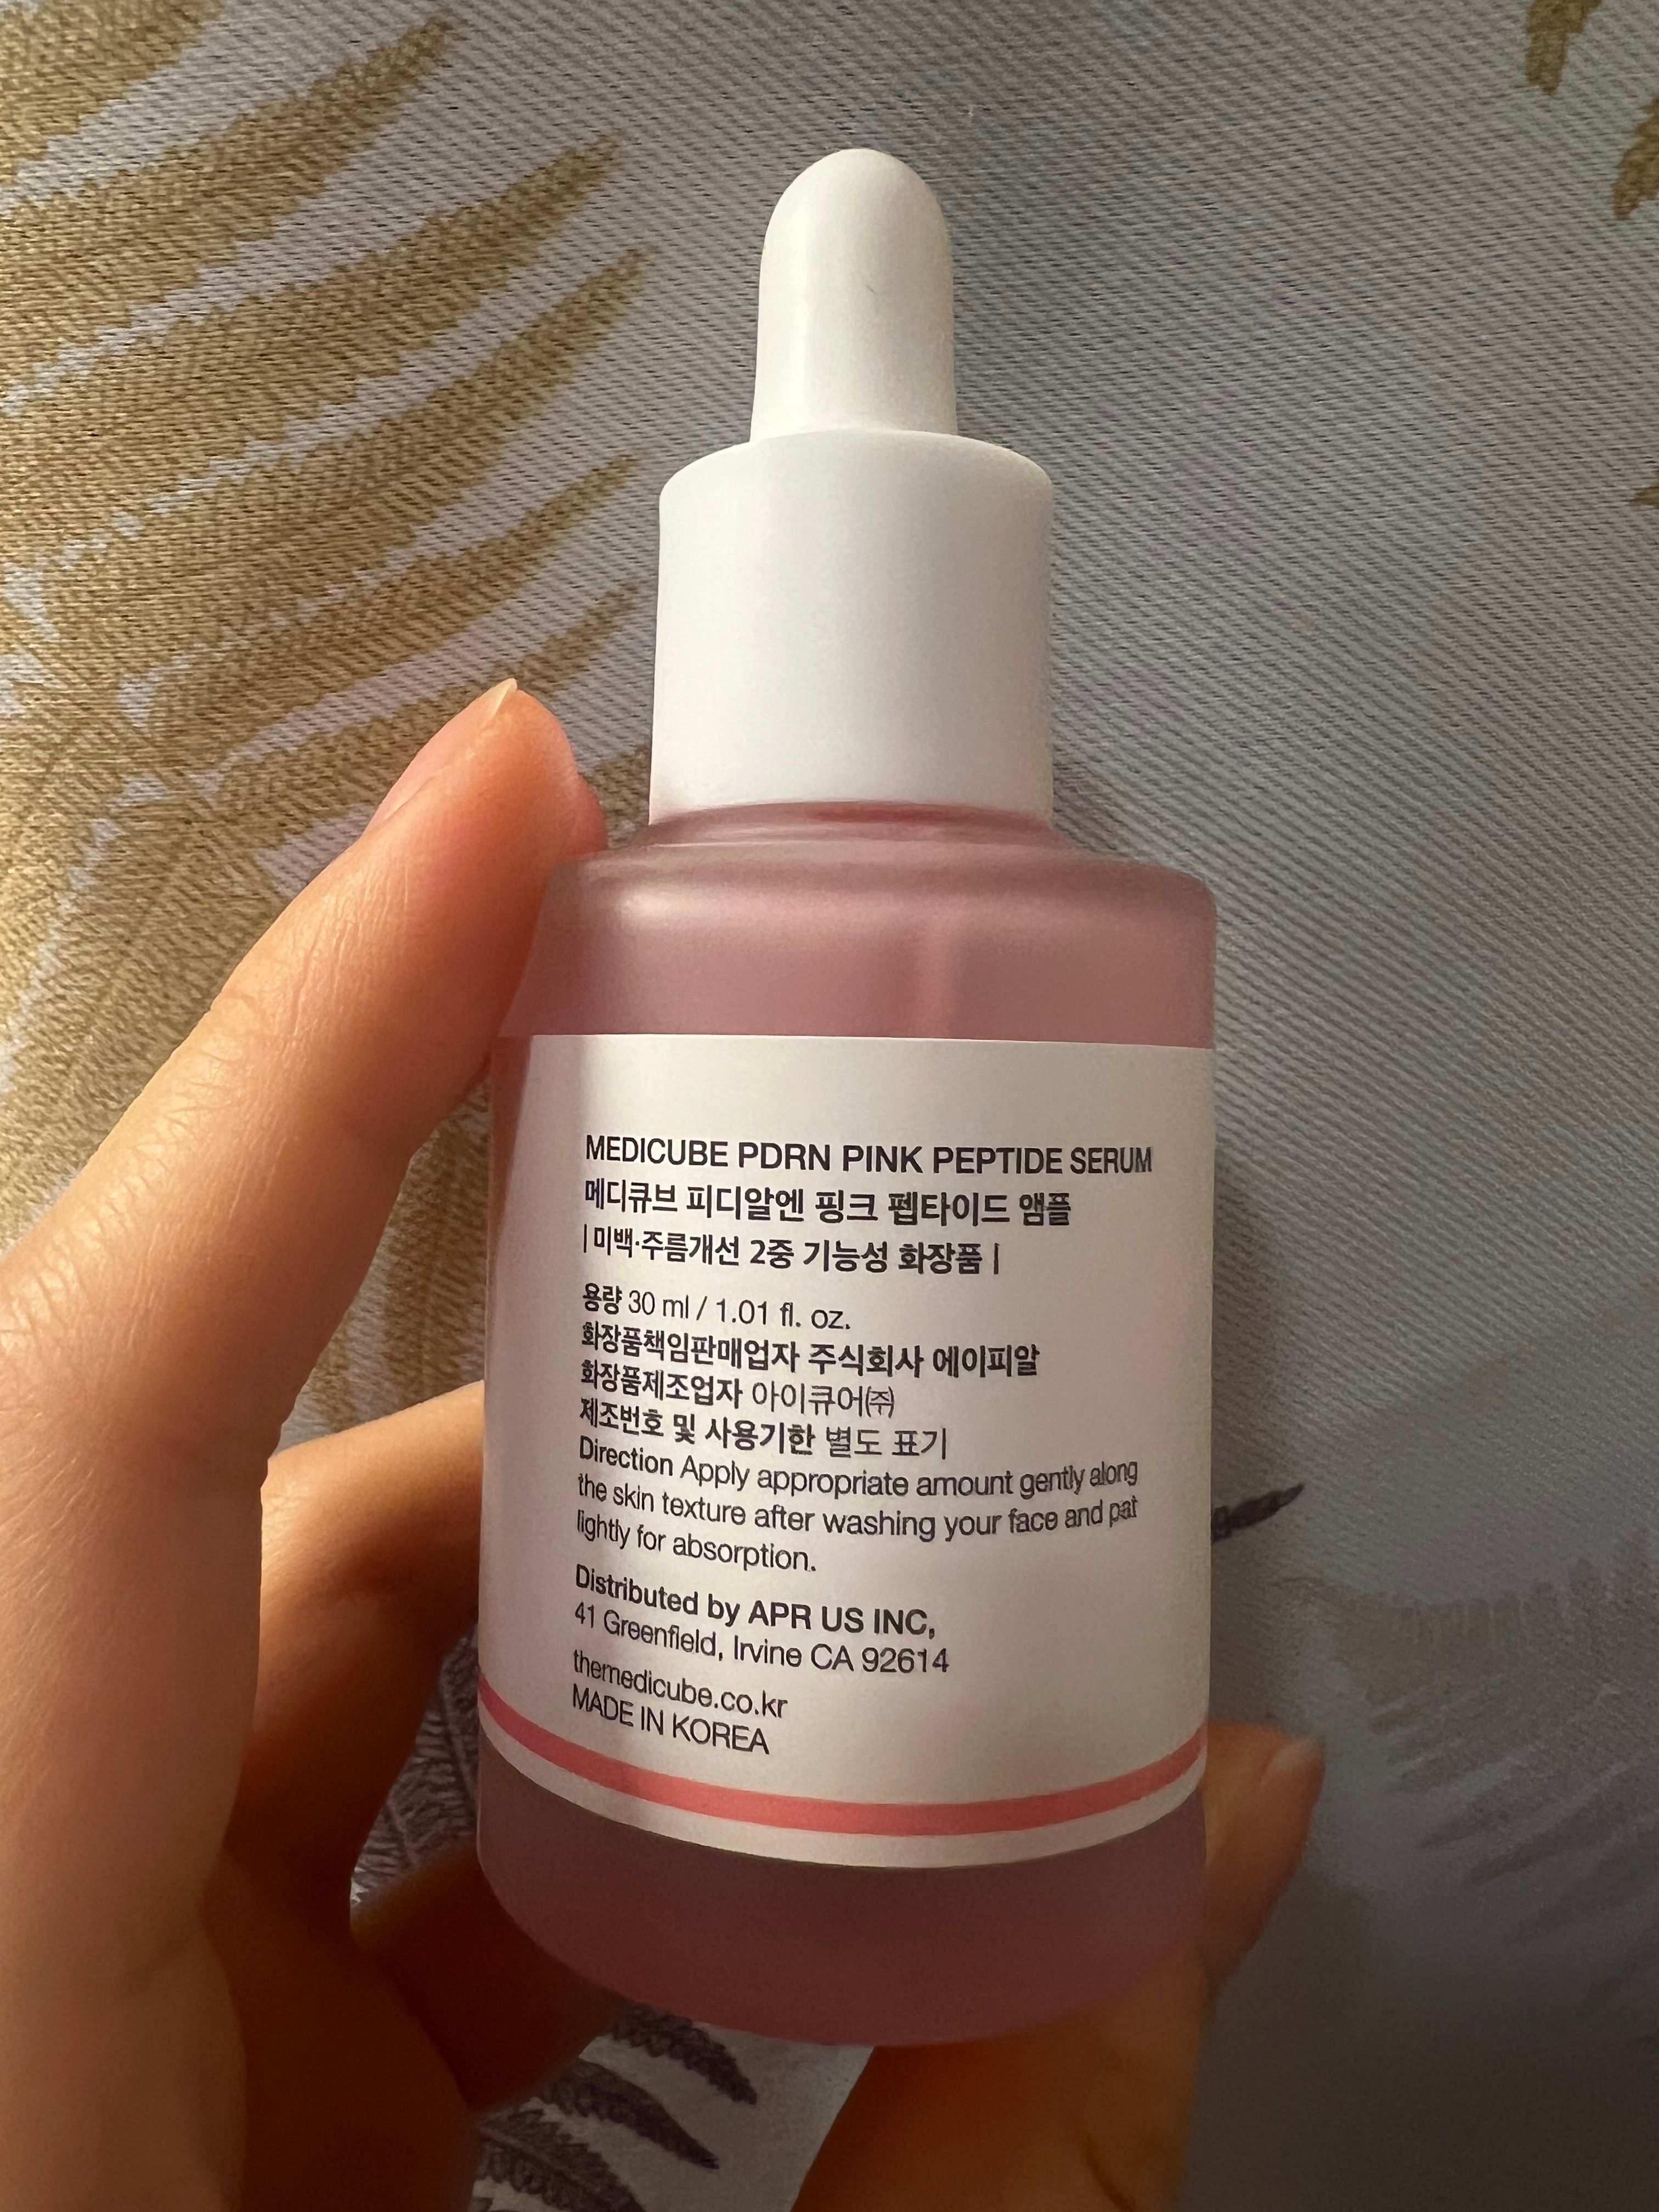 MEDICUBE PDRN PINK PEPTIDE SERUM
메디큐브 피디알엔 핑크 펩타이드 앰플
| 미백·주름개선 2중 기능성 화장품 |
용량 30 ml / 1.01 fl. oz.
화장품책임판매업자 주식회사 에이피알
화장품제조업자 아이큐어㈜
제조번호 및 사용기한 별도 표기
Direction Apply appropriate amount gently along
the skin texture after washing your face and pat
lightly for absorption.
Distributed by APR US INC,
41 Greenfield, Irvine CA 92614
themedicube.co.kr
MADE IN KOREA